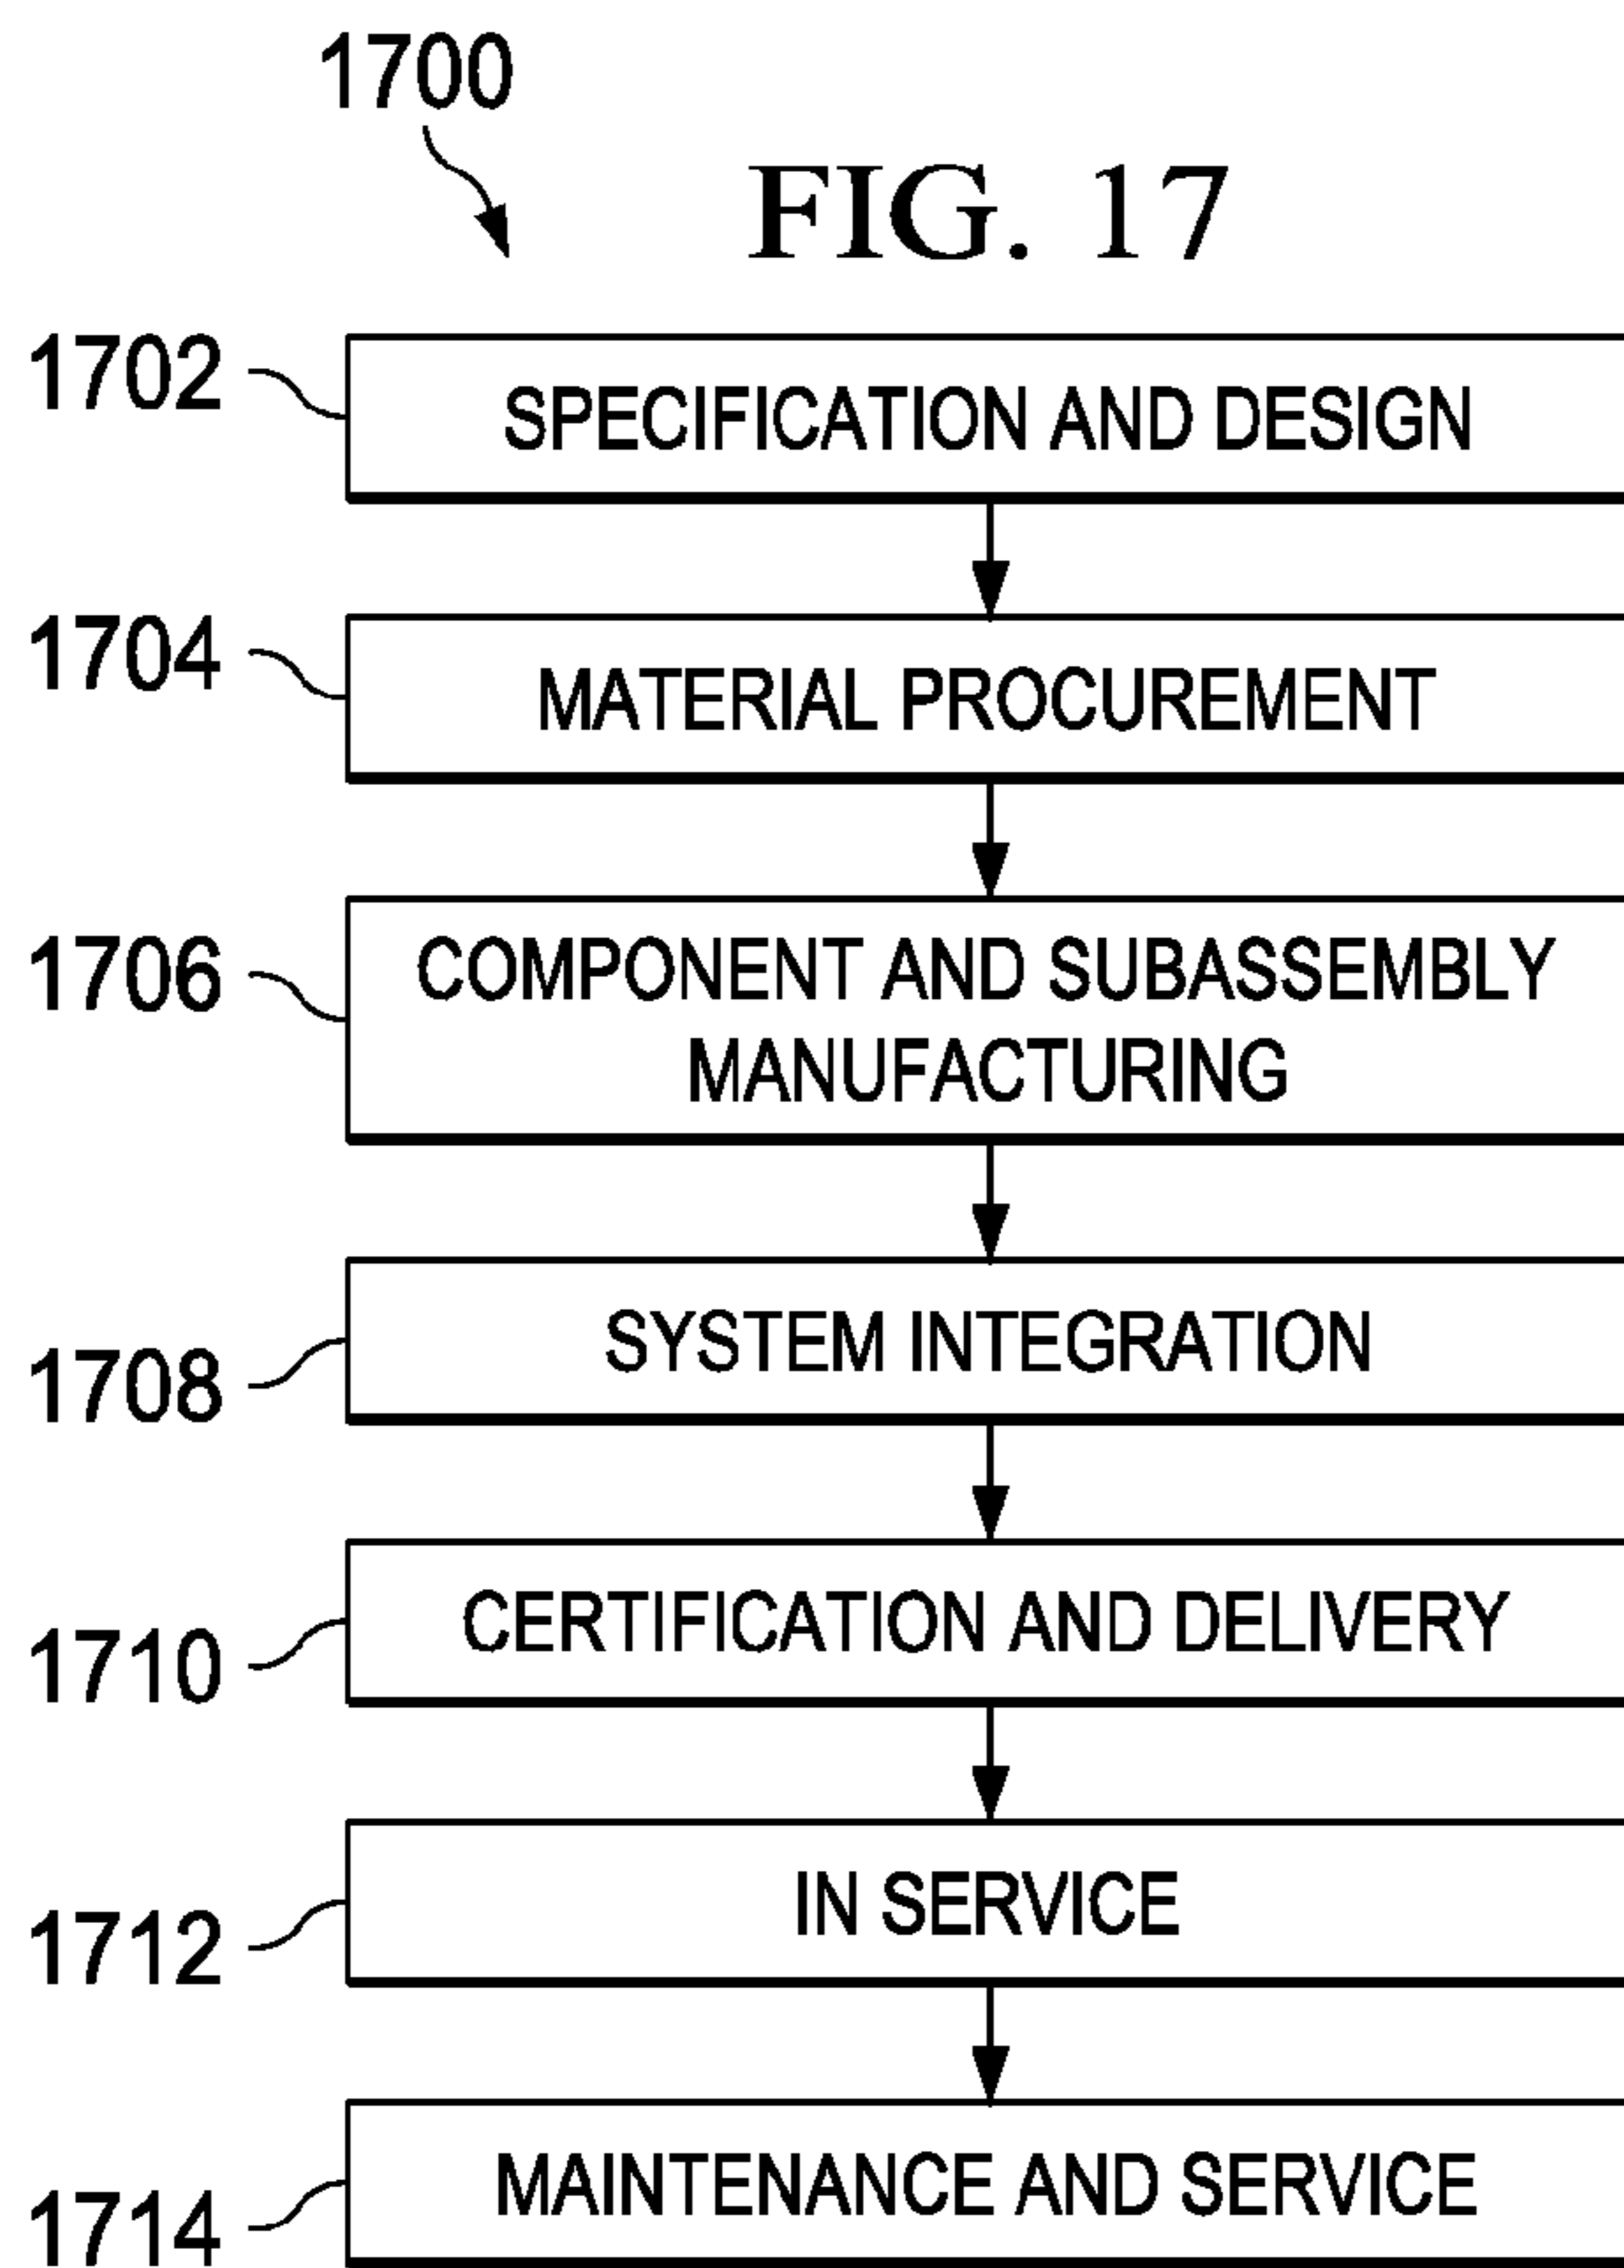 1700
FIG. 17
1702
SPECIFICATION AND DESIGN
1704
MATERIAL PROCUREMENT
1706
COMPONENT AND SUBASSEMBLY
MANUFACTURING
1708
SYSTEM INTEGRATION
1710
CERTIFICATION AND DELIVERY
1712
IN SERVICE
1714
MAINTENANCE AND SERVICE